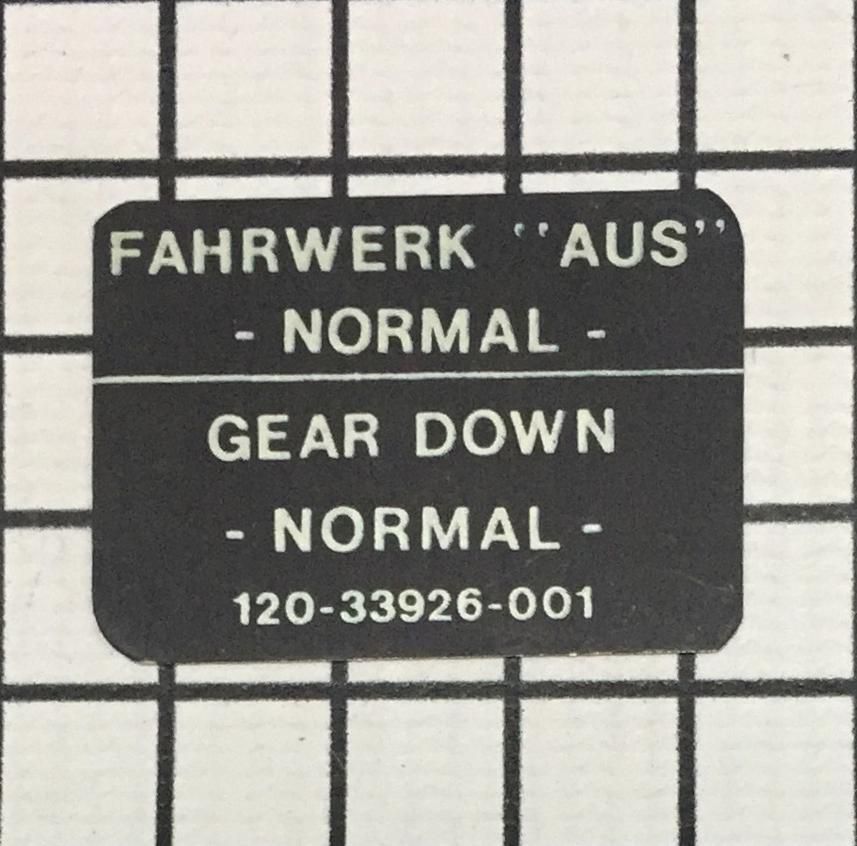 FAHRWERK "AUS"
- NORMAL -
GEAR DOWN
- NORMAL -
120-33926-001